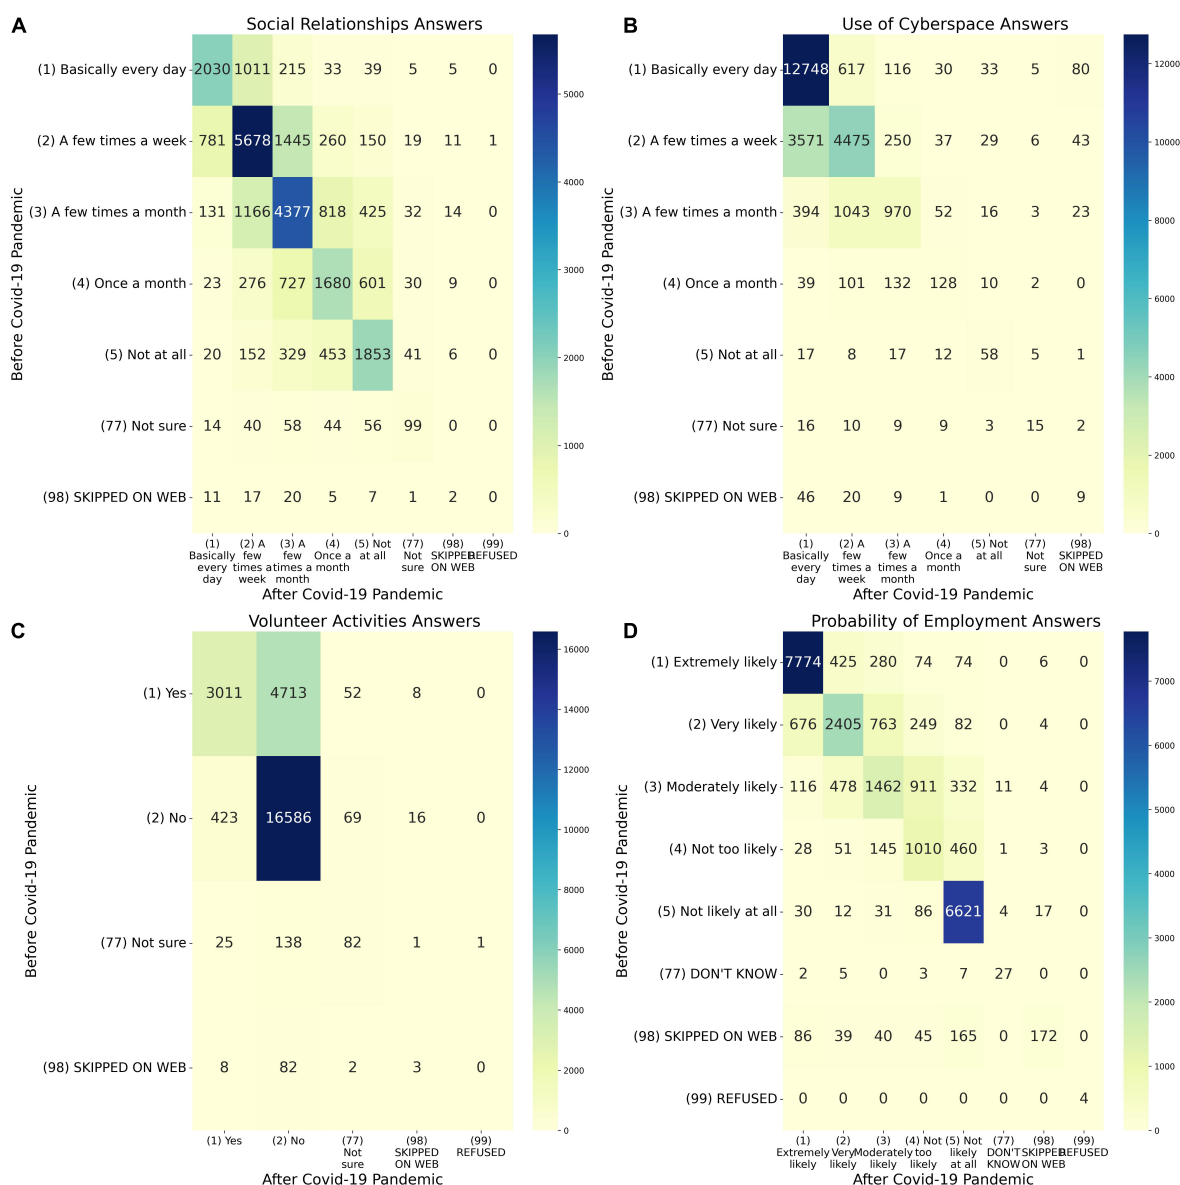 A
Social Relationships Answers
(1) Basically every day
2030 1011 215 33 39 5 5 0
(2) A few times a week
781 5678 1445 260 150 19 11 1
(3) A few times a month
131 1166 4377 818 425 32 14 0
(4) Once a month
23 276 727 1680 601 30 9 0
(5) Not at all
20 152 329 453 1853 41 6 0
(77) Not sure
14 40 58 44 56 99 0 0
(98) SKIPPED ON WEB
11 17 20 5 7 1 2 0
Before Covid-19 Pandemic
(1) (2) A (3) A (4) (5) Not (77) (98) (99)
Basically few few Once a at all Not SKIPPED REFUSED
every times a times a month sure ON WEB
day week month
After Covid-19 Pandemic
5000
4000
3000
2000
1000
0
B
Use of Cyberspace Answers
(1) Basically every day
12748 617 116 30 33 5 80
(2) A few times a week
3571 4475 250 37 29 6 43
(3) A few times a month
394 1043 970 52 16 3 23
(4) Once a month
39 101 132 128 10 2 0
(5) Not at all
17 8 17 12 58 5 1
(77) Not sure
16 10 9 9 3 15 2
(98) SKIPPED ON WEB
46 20 9 1 0 0 9
Before Covid-19 Pandemic
(1) (2) A (3) A (4) (5) Not (77) (98)
Basically few few Once a at all Not SKIPPED
every times a times a month sure ON WEB
day week month
After Covid-19 Pandemic
12000
10000
8000
6000
4000
2000
0
C
Volunteer Activities Answers
(1) Yes
3011 4713 52 8 0
(2) No
423 16586 69 16 0
(77) Not sure
25 138 82 1 1
(98) SKIPPED ON WEB
8 82 2 3 0
Before Covid-19 Pandemic
(1) Yes (2) No (77) (98) (99)
Not SKIPPED REFUSED
sure ON WEB
After Covid-19 Pandemic
16000
14000
12000
10000
8000
6000
4000
2000
0
D
Probability of Employment Answers
(1) Extremely likely
7774 425 280 74 74 0 6 0
(2) Very likely
676 2405 763 249 82 0 4 0
(3) Moderately likely
116 478 1462 911 332 11 4 0
(4) Not too likely
28 51 145 1010 460 1 3 0
(5) Not likely at all
30 12 31 86 6621 4 17 0
(77) DON'T KNOW
2 5 0 3 7 27 0 0
(98) SKIPPED ON WEB
86 39 40 45 165 0 172 0
(99) REFUSED
0 0 0 0 0 0 0 4
Before Covid-19 Pandemic
(1) (2) (3) (4) Not (5) Not (77) (98) (99)
Extremely Very Moderately too likely DON'T SKIPPED REFUSED
likely likely likely likely at all KNOW ON WEB
After Covid-19 Pandemic
7000
6000
5000
4000
3000
2000
1000
0